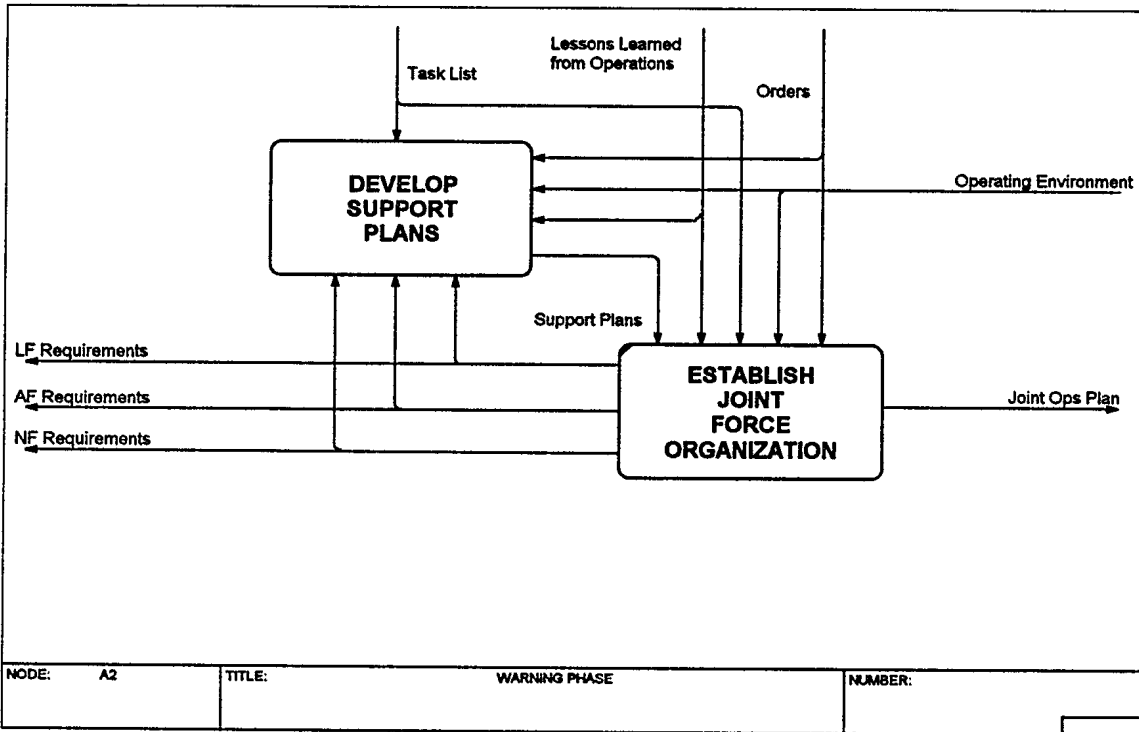 Task List
Lessons Learned
from Operations
Orders
DEVELOP
SUPPORT
PLANS
Operating Environment
Support Plans
LF Requirements
AF Requirements
NF Requirements
ESTABLISH
JOINT
FORCE
ORGANIZATION
Joint Ops Plan
NODE: A2
TITLE: WARNING PHASE
NUMBER: